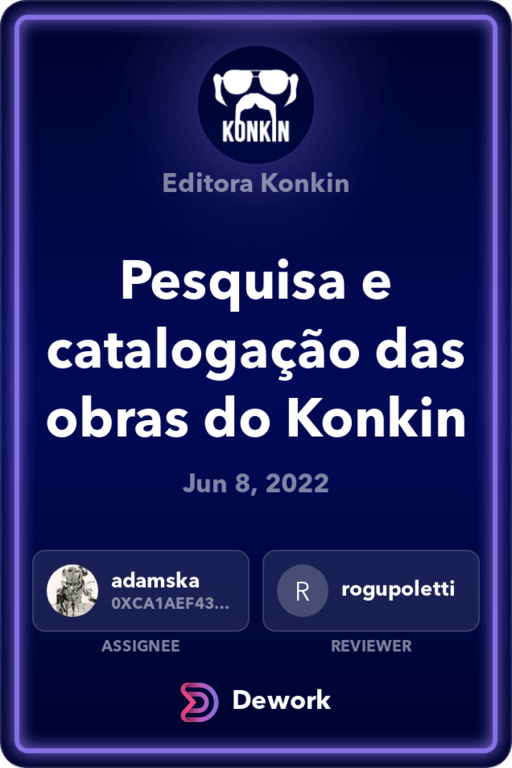 KONKIN
Editora Konkin
Pesquisa e
catalogação das
obras do Konkin
Jun 8, 2022
adamska
0XCA1AEF43...
R
rogupoletti
ASSIGNEE
REVIEWER
Dework